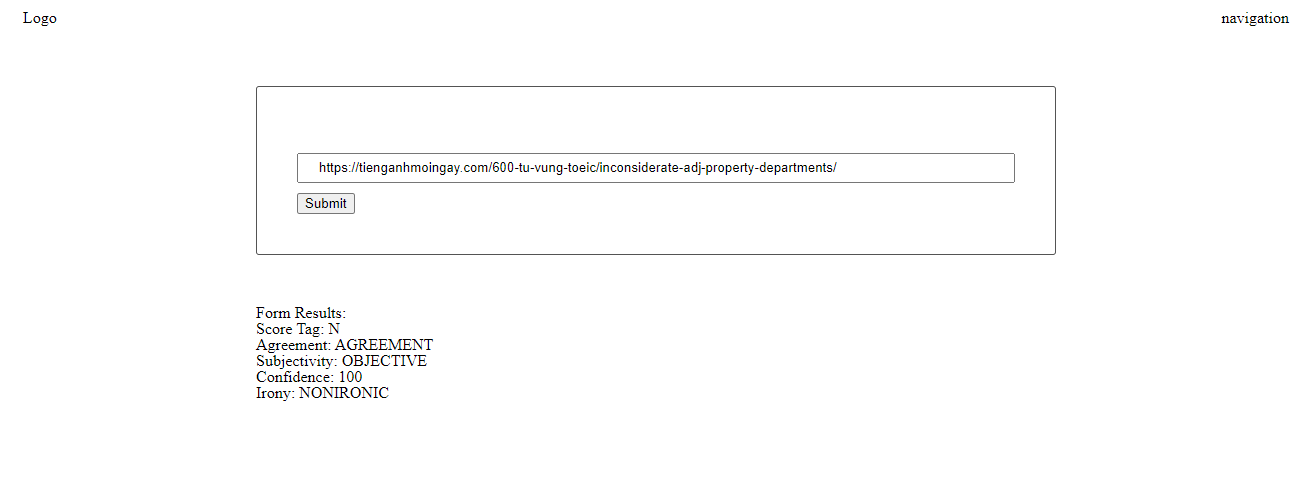 Logo
navigation
https://tienganhmoingay.com/600-tu-vung-toeic/inconsiderate-adj-property-departments/
Submit
Form Results:
Score Tag: N
Agreement: AGREEMENT
Subjectivity: OBJECTIVE
Confidence: 100
Irony: NONIRONIC